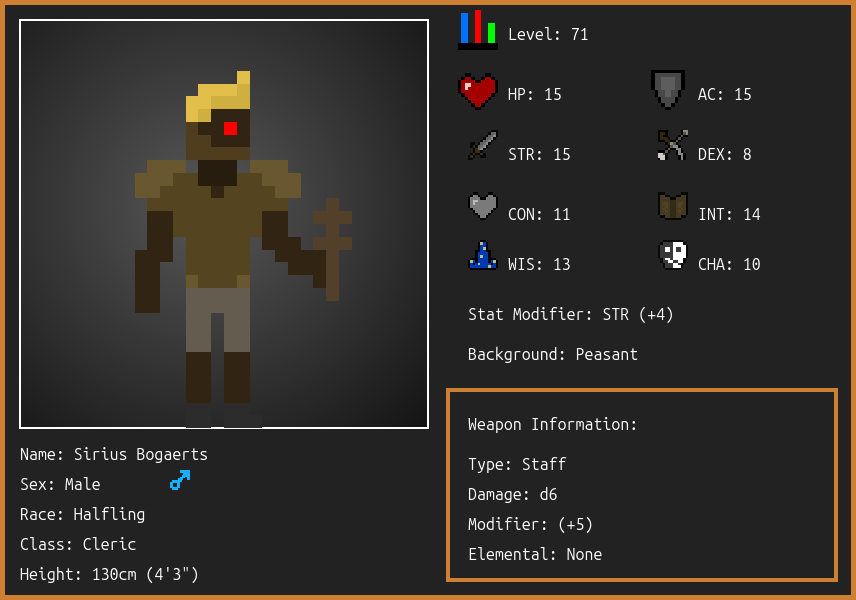 Level: 71
HP: 15
AC: 15
STR: 15
DEX: 8
CON: 11
INT: 14
WIS: 13
CHA: 10
Stat Modifier: STR (+4)
Background: Peasant
Weapon Information:
Type: Staff
Damage: d6
Modifier: (+5)
Elemental: None
Name: Sirius Bogaerts
Sex: Male
Race: Halfling
Class: Cleric
Height: 130cm (4'3")